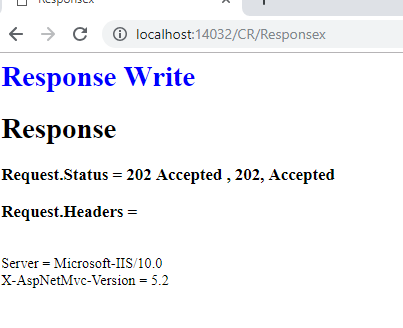 Responsex
localhost:14032/CR/Responsex
Response Write
Response
Request.Status = 202 Accepted , 202, Accepted
Request.Headers =
Server = Microsoft-IIS/10.0
X-AspNetMvc-Version = 5.2